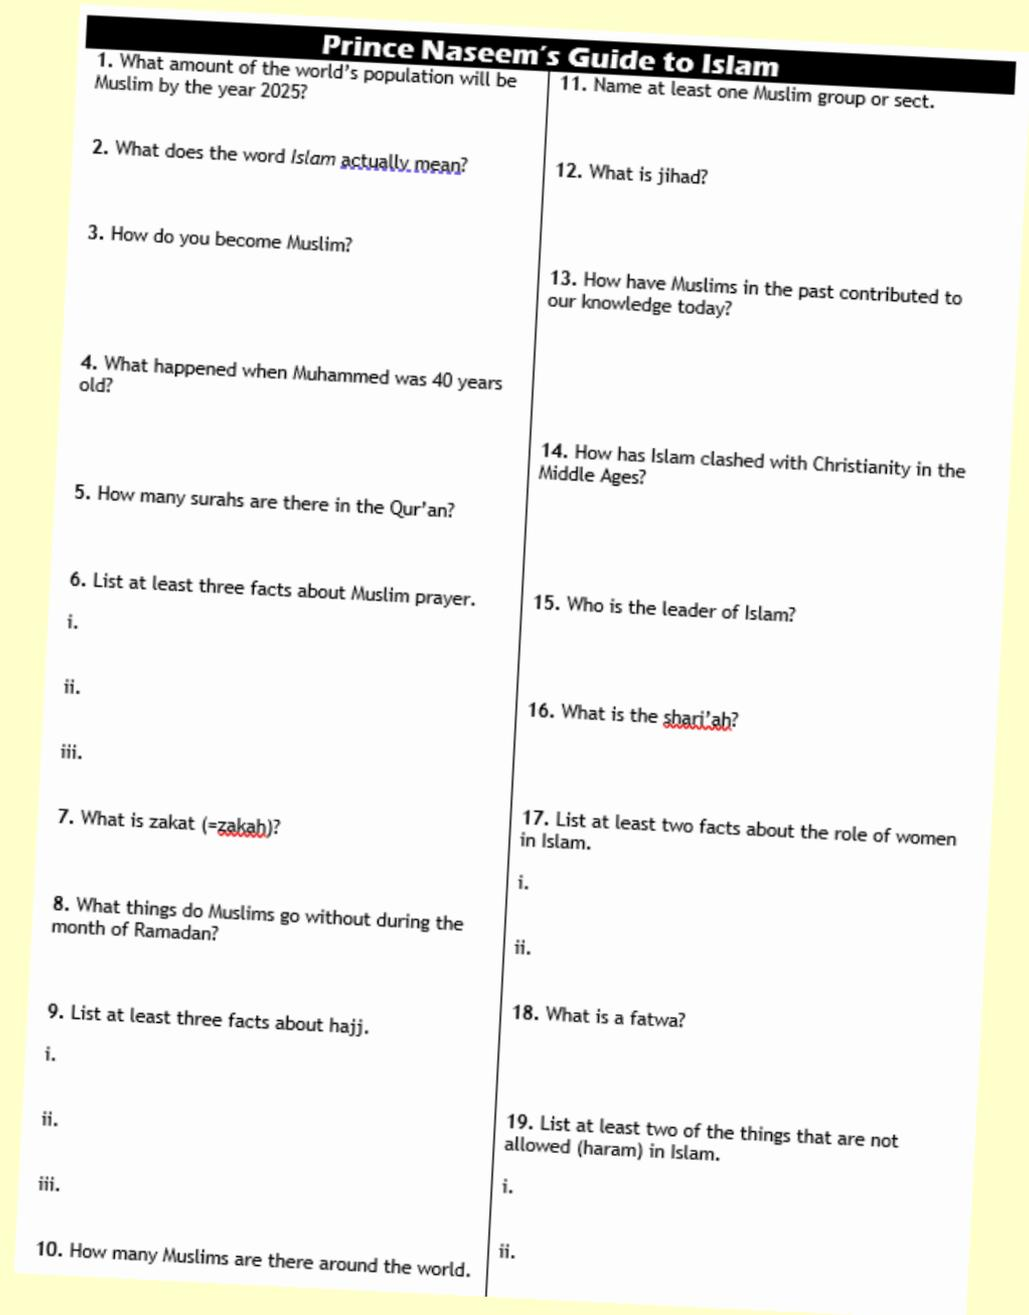 Prince Naseem's Guide to Islam
1. What amount of the world's population will be
Muslim by the year 2025?
2. What does the word Islam actually mean?
3. How do you become Muslim?
4. What happened when Muhammed was 40 years
old?
5. How many surahs are there in the Qur'an?
6. List at least three facts about Muslim prayer.
i.
ii.
iii.
7. What is zakat (=zakah)?
8. What things do Muslims go without during the
month of Ramadan?
9. List at least three facts about hajj.
i.
ii.
iii.
10. How many Muslims are there around the world.
11. Name at least one Muslim group or sect.
12. What is jihad?
13. How have Muslims in the past contributed to
our knowledge today?
14. How has Islam clashed with Christianity in the
Middle Ages?
15. Who is the leader of Islam?
16. What is the shari'ah?
17. List at least two facts about the role of women
in Islam.
i.
ii.
18. What is a fatwa?
19. List at least two of the things that are not
allowed (haram) in Islam.
i.
ii.